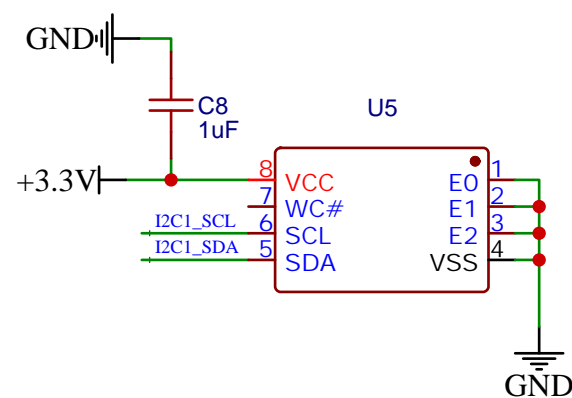 GND
C8
1uF
U5
+3.3V
8 VCC E0 1
7 WC# E1 2
I2C1_SCL 6 SCL E2 3
I2C1_SDA 5 SDA VSS 4
GND